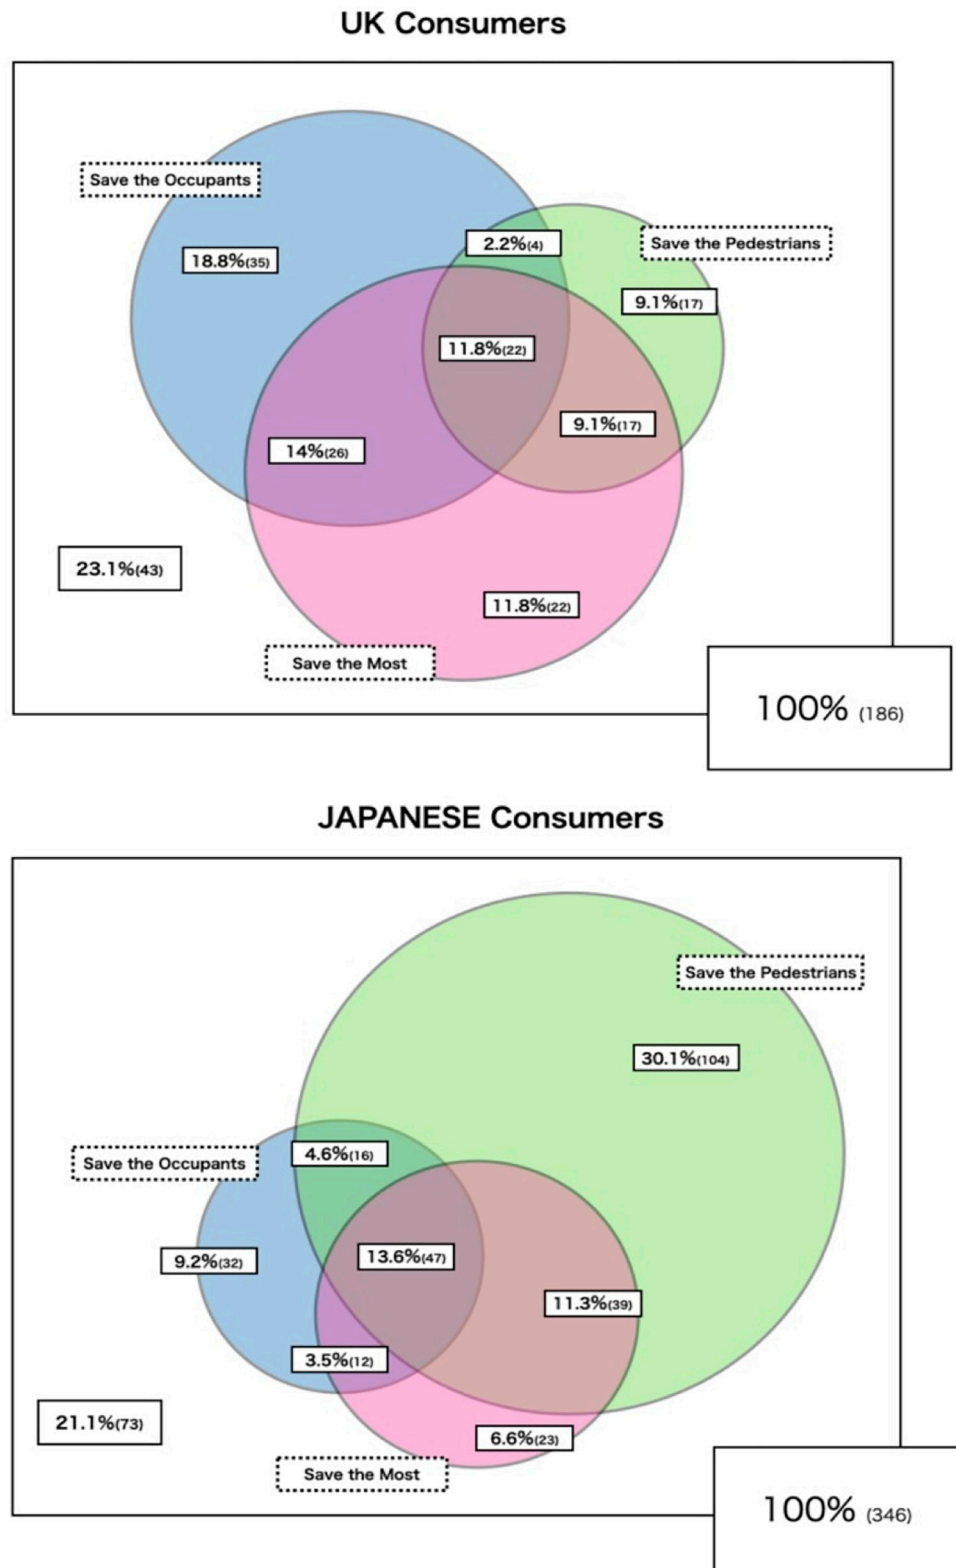 UK Consumers
Save the Occupants
2.2%(4)
Save the Pedestrians
18.8%(35)
9.1%(17)
11.8%(22)
9.1%(17)
14%(26)
23.1%(43)
11.8%(22)
Save the Most
100% (186)
JAPANESE Consumers
Save the Pedestrians
30.1%(104)
4.6%(16)
Save the Occupants
13.6%(47)
9.2%(32)
11.3%(39)
3.5%(12)
21.1%(73)
6.6%(23)
Save the Most
100% (346)